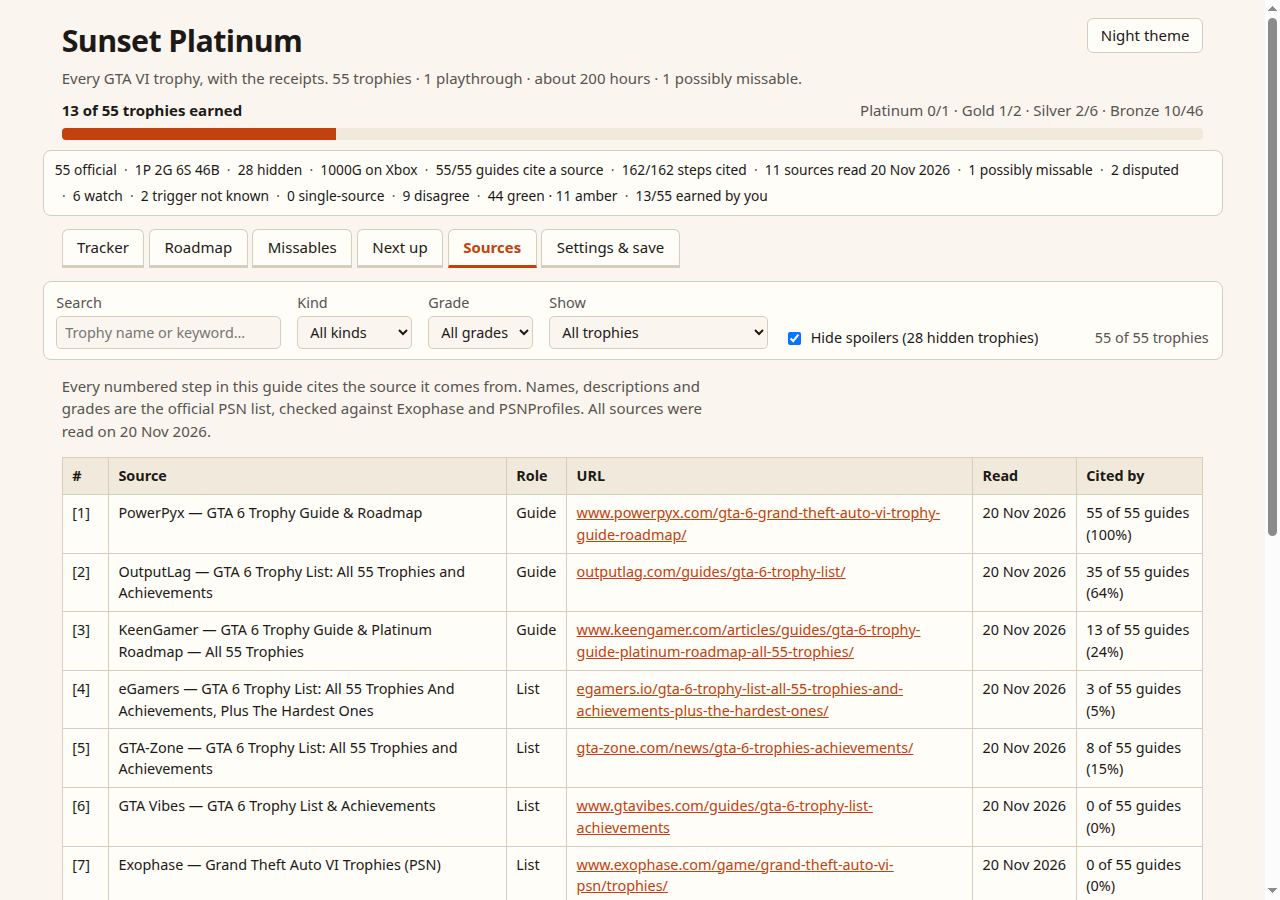 Sunset Platinum
Night theme
Every GTA VI trophy, with the receipts. 55 trophies · 1 playthrough · about 200 hours · 1 possibly missable.
13 of 55 trophies earned
Platinum 0/1 · Gold 1/2 · Silver 2/6 · Bronze 10/46
55 official · 1P 2G 6S 46B · 28 hidden · 1000G on Xbox · 55/55 guides cite a source · 162/162 steps cited · 11 sources read 20 Nov 2026 · 1 possibly missable · 2 disputed
· 6 watch · 2 trigger not known · 0 single-source · 9 disagree · 44 green · 11 amber · 13/55 earned by you
Tracker
Roadmap
Missables
Next up
Sources
Settings & save
Search
Kind
Grade
Show
Trophy name or keyword...
All kinds
All grades
All trophies
Hide spoilers (28 hidden trophies)
55 of 55 trophies
Every numbered step in this guide cites the source it comes from. Names, descriptions and
grades are the official PSN list, checked against Exophase and PSNProfiles. All sources were
read on 20 Nov 2026.
# Source Role URL Read Cited by
[1] PowerPyx — GTA 6 Trophy Guide & Roadmap Guide www.powerpyx.com/gta-6-grand-theft-auto-vi-trophy- 20 Nov 2026 55 of 55 guides
guide-roadmap/ (100%)
[2] OutputLag — GTA 6 Trophy List: All 55 Trophies and Guide outputlag.com/guides/gta-6-trophy-list/ 20 Nov 2026 35 of 55 guides
Achievements (64%)
[3] KeenGamer — GTA 6 Trophy Guide & Platinum Guide www.keengamer.com/articles/guides/gta-6-trophy- 20 Nov 2026 13 of 55 guides
Roadmap — All 55 Trophies guide-platinum-roadmap-all-55-trophies/ (24%)
[4] eGamers — GTA 6 Trophy List: All 55 Trophies And List egamers.io/gta-6-trophy-list-all-55-trophies-and- 20 Nov 2026 3 of 55 guides
Achievements, Plus The Hardest Ones achievements-plus-the-hardest-ones/ (5%)
[5] GTA-Zone — GTA 6 Trophy List: All 55 Trophies and List gta-zone.com/news/gta-6-trophies-achievements/ 20 Nov 2026 8 of 55 guides
Achievements (15%)
[6] GTA Vibes — GTA 6 Trophy List & Achievements List www.gtavibes.com/guides/gta-6-trophy-list- 20 Nov 2026 0 of 55 guides
achievements (0%)
[7] Exophase — Grand Theft Auto VI Trophies (PSN) List www.exophase.com/game/grand-theft-auto-vi- 20 Nov 2026 0 of 55 guides
psn/trophies/ (0%)